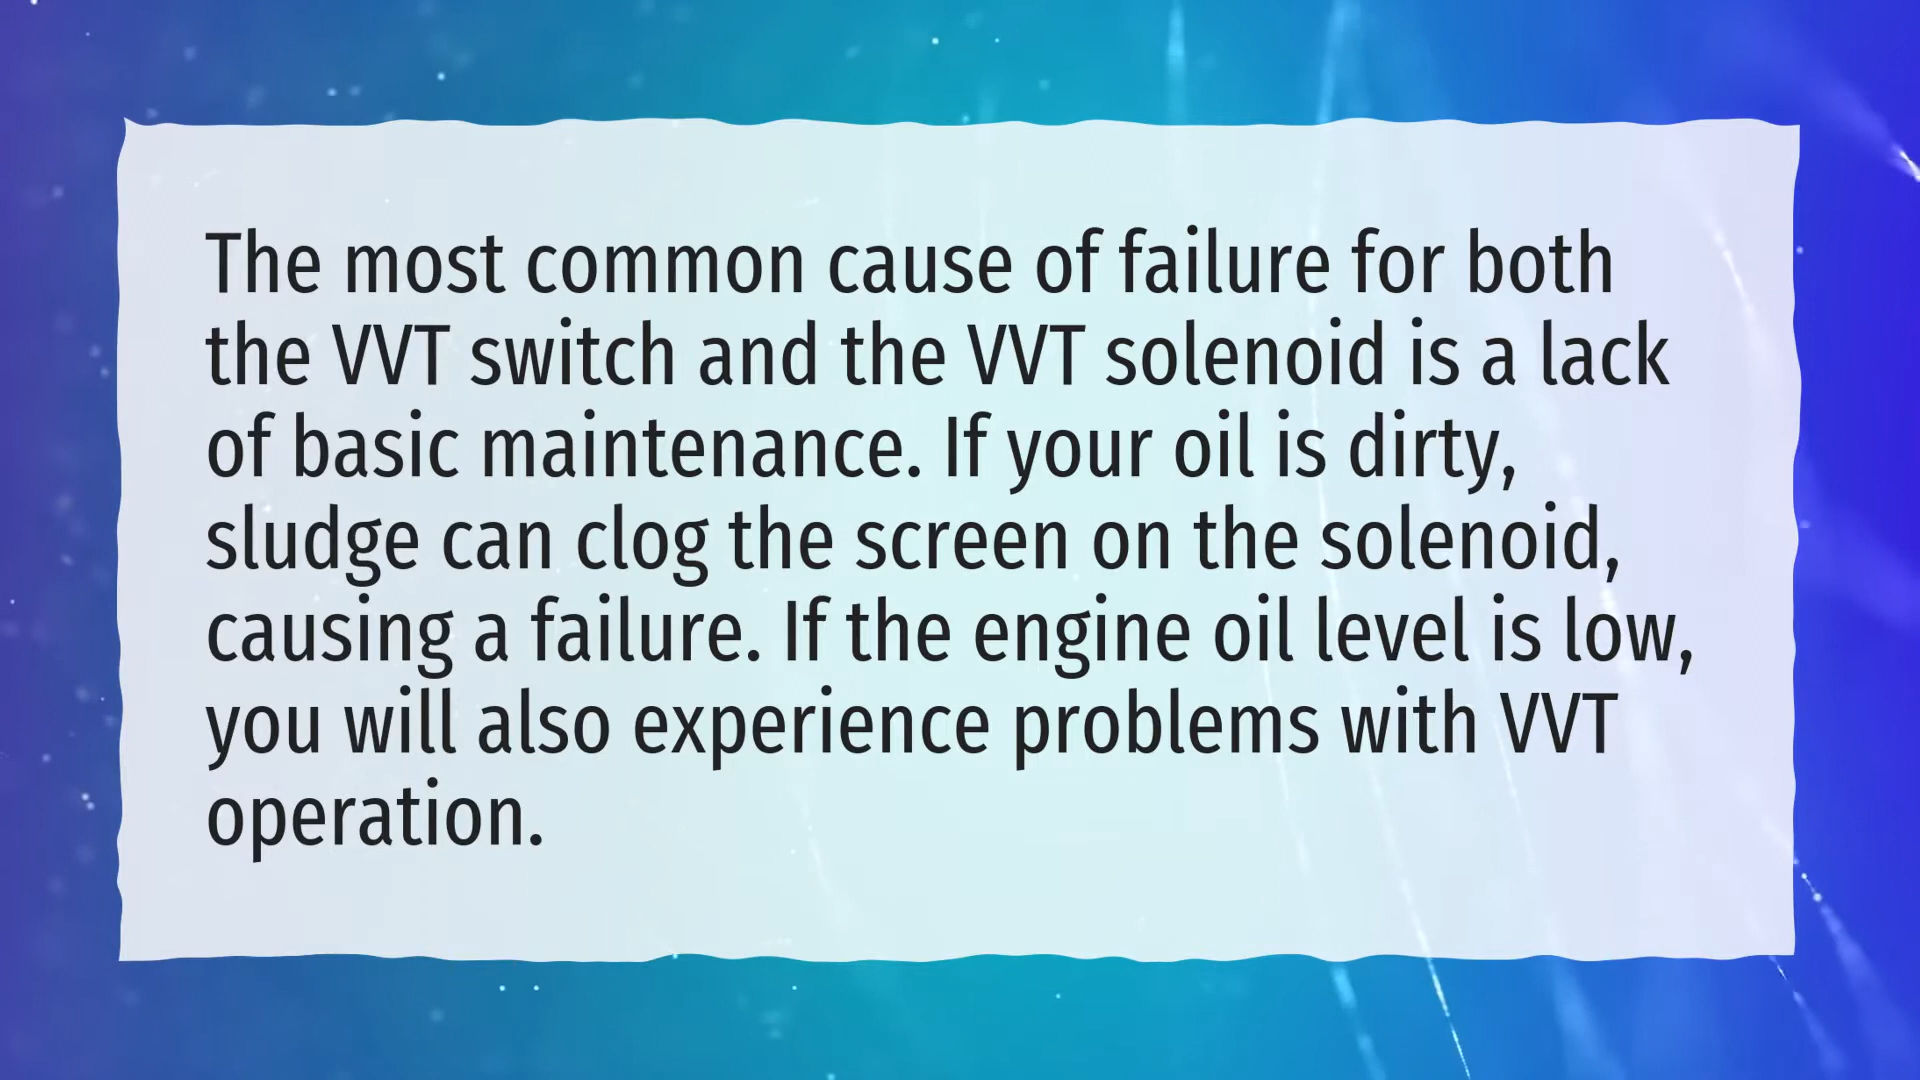 The most common cause of failure for both
the VVT switch and the VVT solenoid is a lack
of basic maintenance. If your oil is dirty,
sludge can clog the screen on the solenoid,
causing a failure. If the engine oil level is low,
you will also experience problems with VVT
operation.